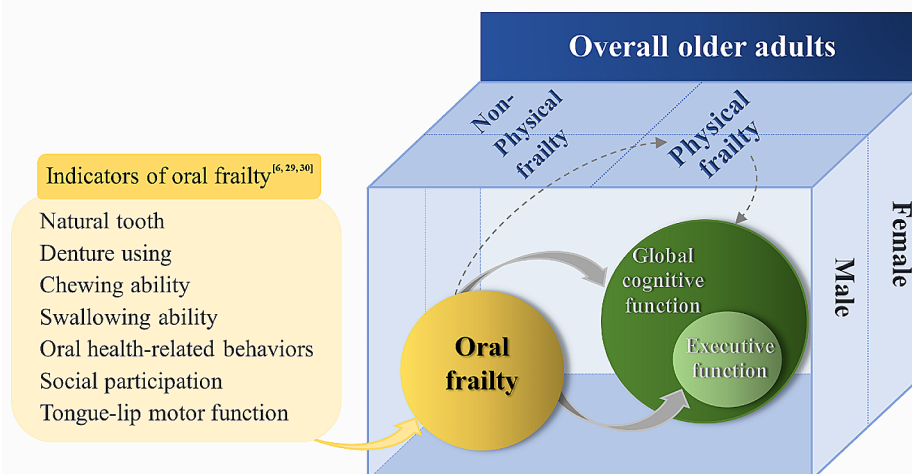 Overall older adults
Non-
Physical
frailty
Physical
frailty
Indicators of oral frailty[6, 29, 30]
Natural tooth
Denture using
Chewing ability
Swallowing ability
Oral health-related behaviors
Social participation
Tongue-lip motor function
Oral
frailty
Global
cognitive
function
Executive
function
Male
Female